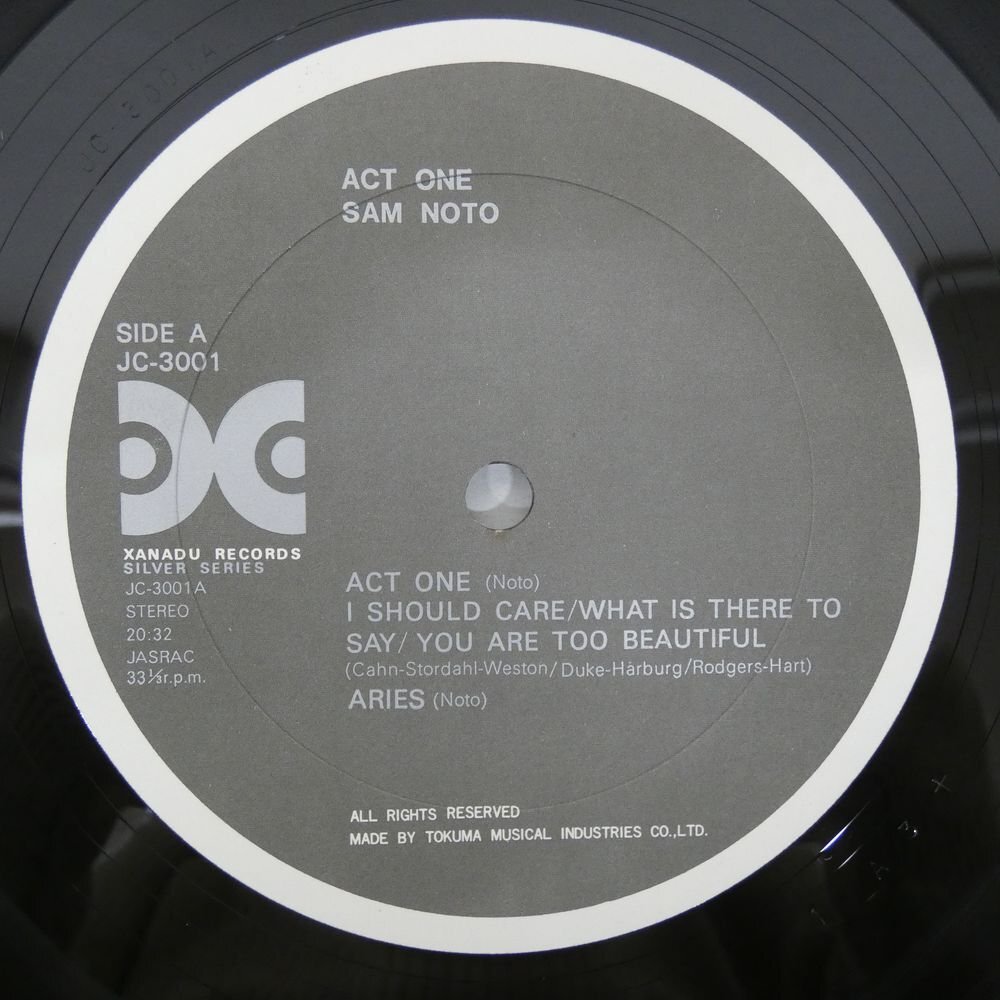 JC-3001A
ACT ONE
SAM NOTO
SIDE A
JC-3001
XANADU RECORDS
SILVER SERIES
JC-3001A
STEREO
20:32
JASRAC
33⅓r.p.m.
ACT ONE (Noto)
I SHOULD CARE/WHAT IS THERE TO
SAY/ YOU ARE TOO BEAUTIFUL
(Cahn-Stordahl-Weston/Duke-Harburg/Rodgers-Hart)
ARIES (Noto)
ALL RIGHTS RESERVED
MADE BY TOKUMA MUSICAL INDUSTRIES CO.,LTD.